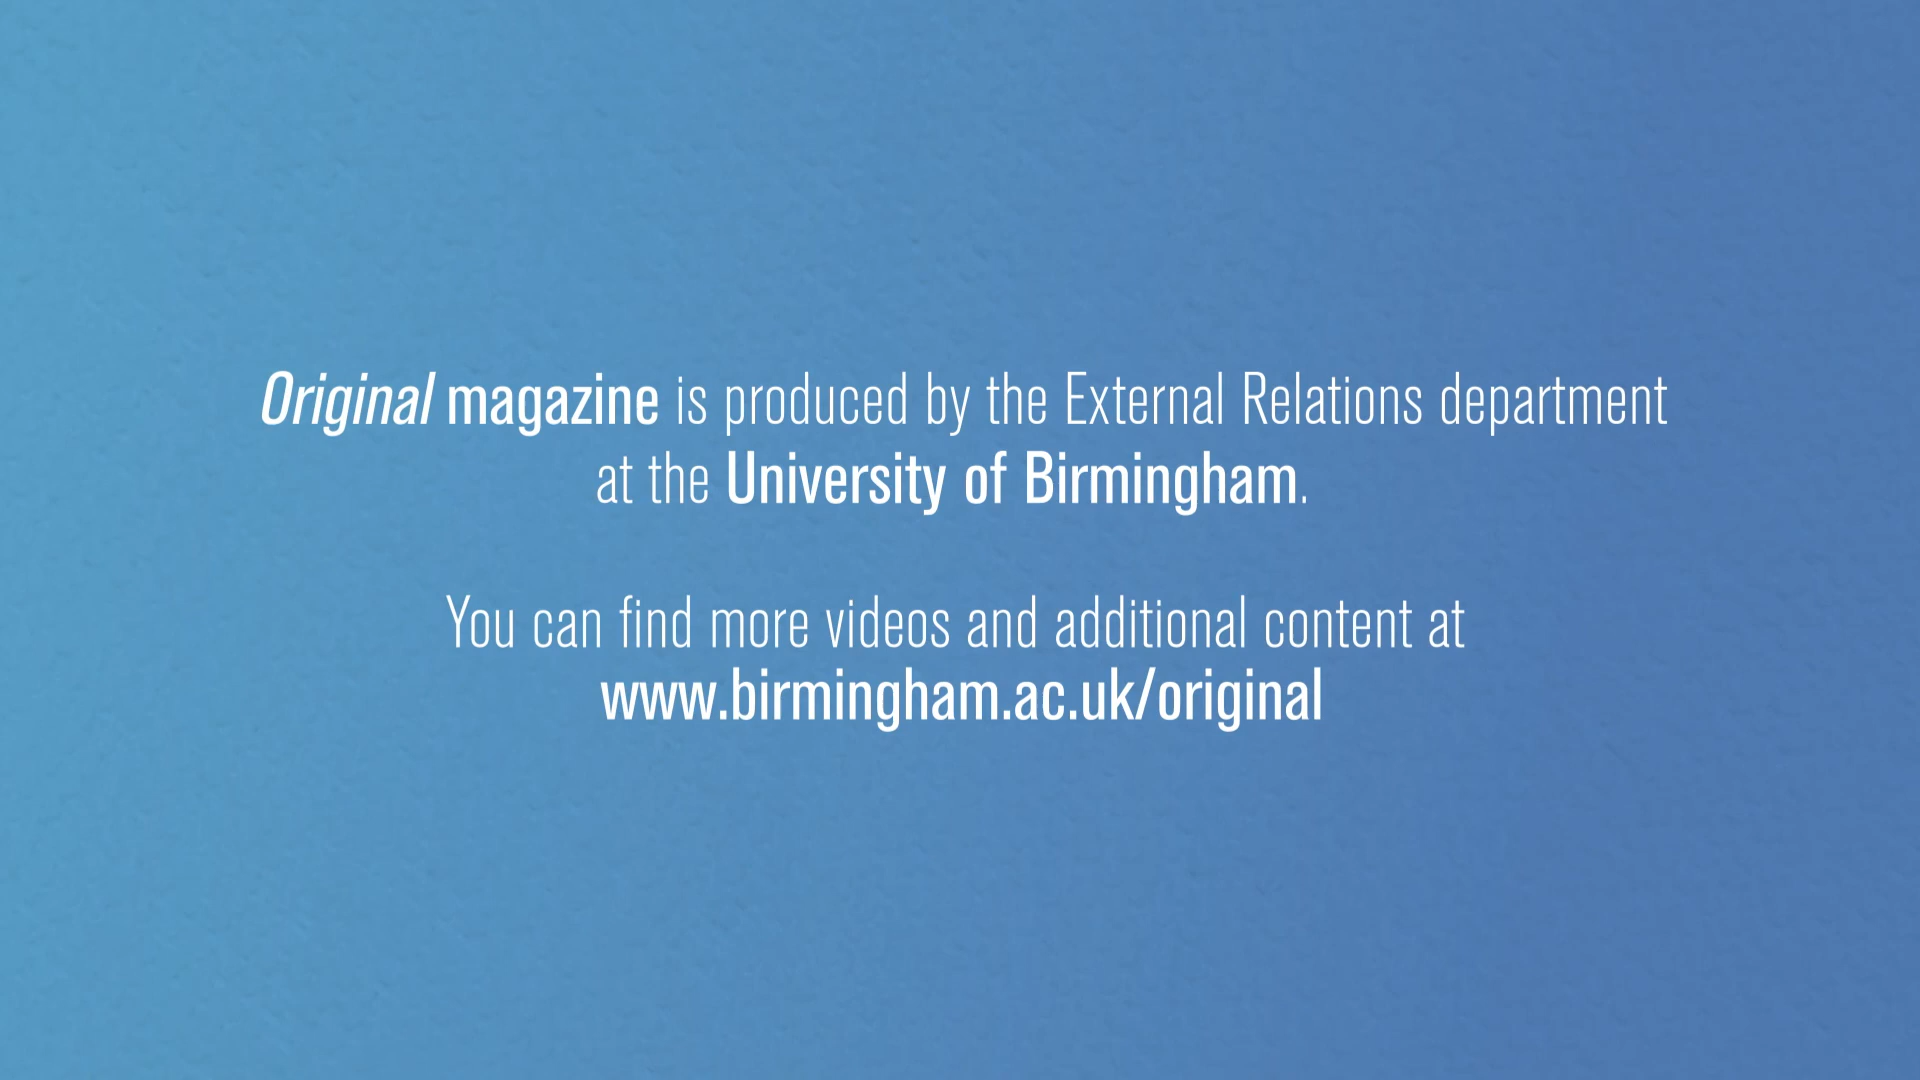 Original magazine is produced by the External Relations department
at the University of Birmingham.
You can find more videos and additional content at
www.birmingham.ac.uk/original